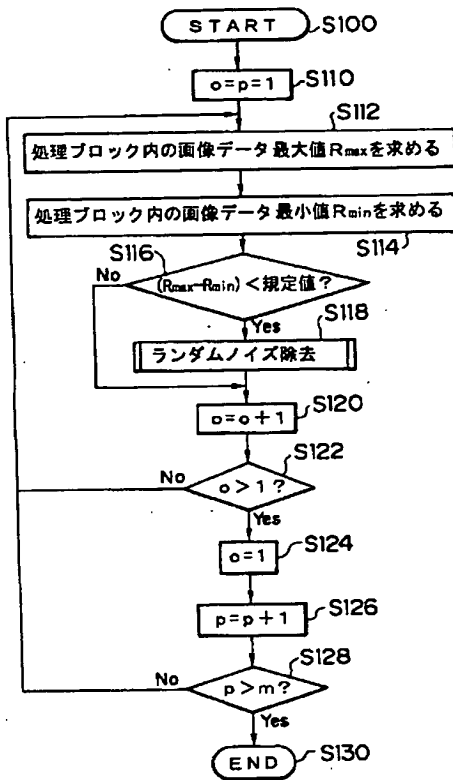 START
S100
o=p=1
S110
S112
処理ブロック内の画像データ最大値Rmaxを求める
処理ブロック内の画像データ最小値Rminを求める
S114
S116
No
(Rmax-Rmin)<規定値?
Yes
S118
ランダムノイズ除去
o=o+1
S120
S122
No
o>1?
Yes
S124
o=1
p=p+1
S126
S128
No
p>m?
Yes
END
S130